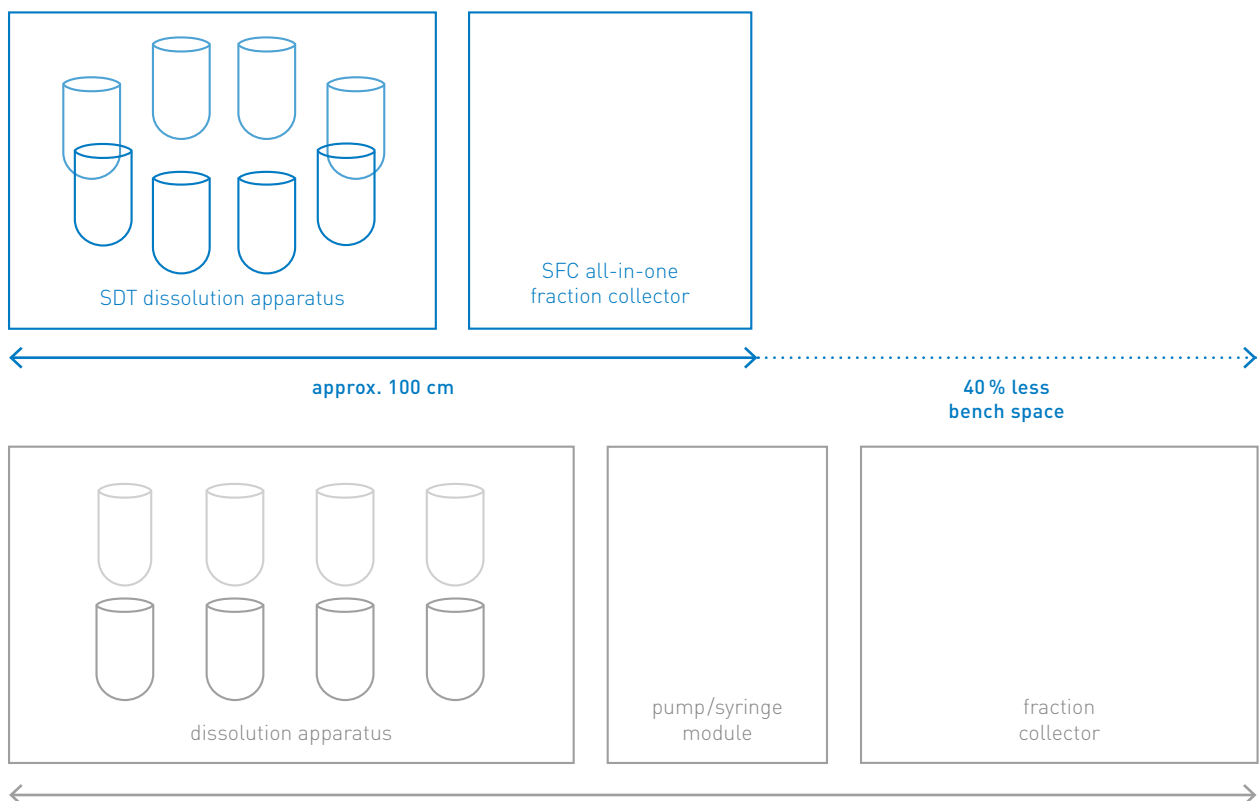 SDT dissolution apparatus
SFC all-in-one
fraction collector
approx. 100 cm
40 % less
bench space
dissolution apparatus
pump/syringe
module
fraction
collector